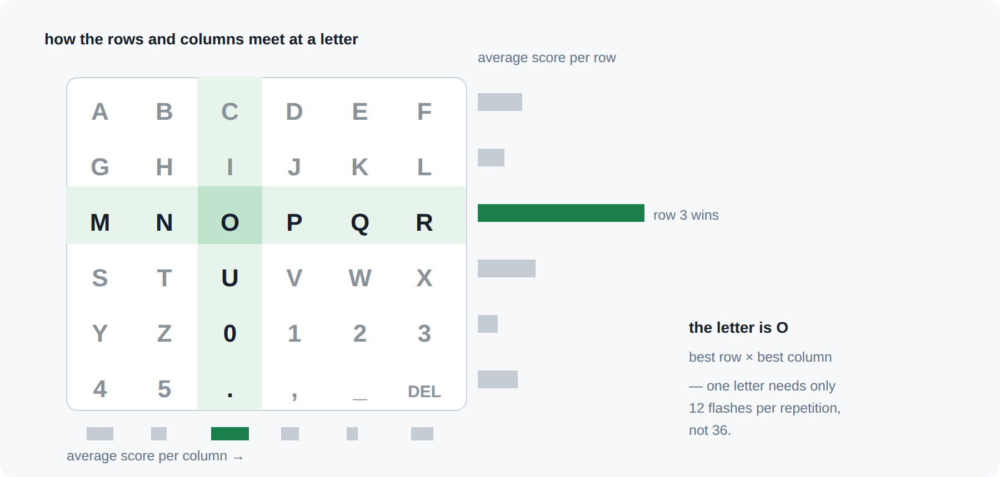 how the rows and columns meet at a letter
average score per row
A B C D E F
G H I J K L
M N O P Q R
row 3 wins
S T U V W X
Y Z 0 1 2 3
4 5 . , _ DEL
the letter is O
best row × best column
— one letter needs only
12 flashes per repetition,
not 36.
average score per column →